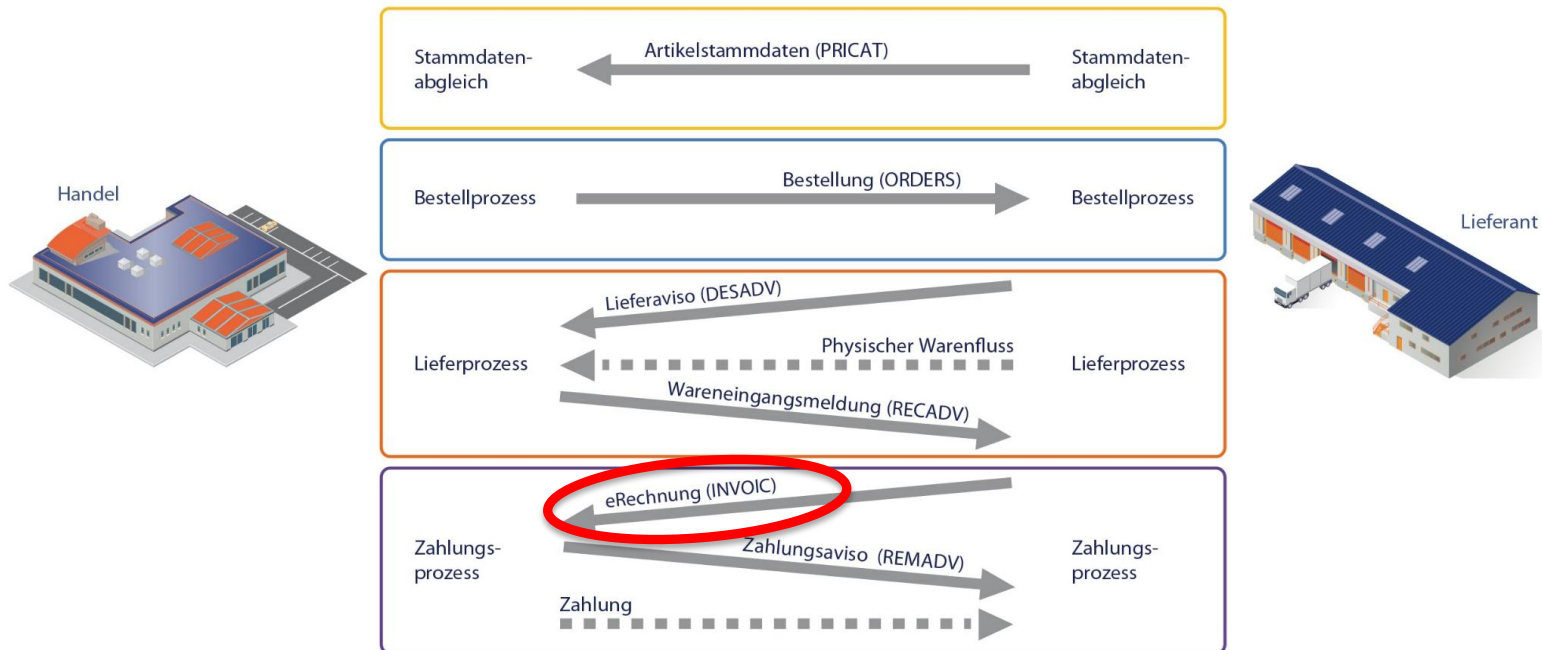 Handel
Stammdaten-
abgleich
Artikelstammdaten (PRICAT)
Stammdaten-
abgleich
Bestellprozess
Bestellung (ORDERS)
Bestellprozess
Lieferant
Lieferprozess
Lieferaviso (DESADV)
Physischer Warenfluss
Wareneingangsmeldung (RECADV)
Lieferprozess
Zahlungs-
prozess
eRechnung (INVOIC)
Zahlungsaviso (REMADV)
Zahlung
Zahlungs-
prozess